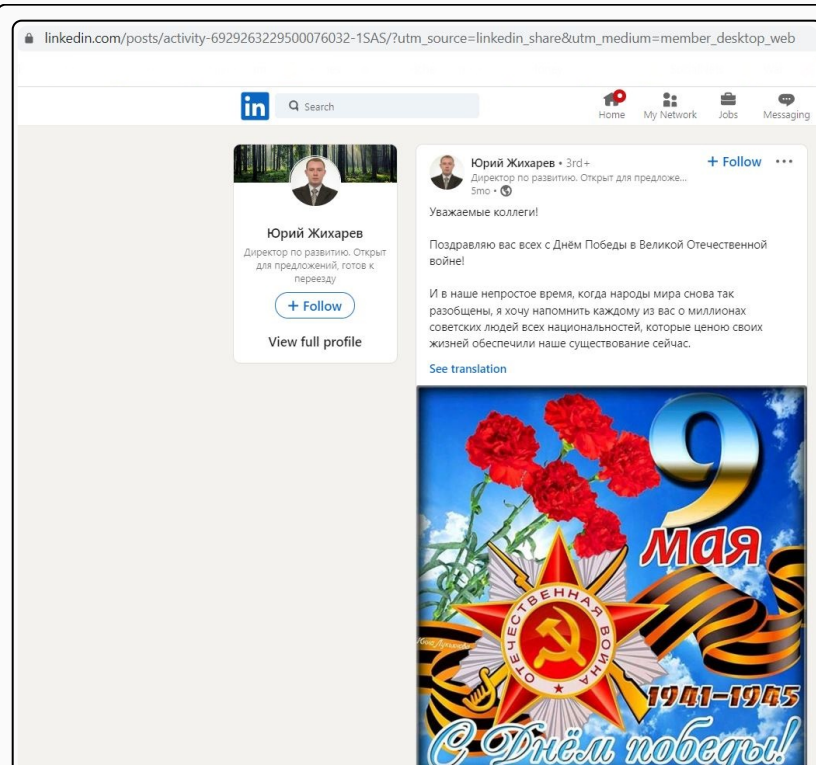 linkedin.com/posts/activity-6929263229500076032-1SAS/?utm_source=linkedin_share&utm_medium=member_desktop_web
in
Search
Home
My Network
Jobs
Messaging
Юрий Жихарев
Директор по развитию. Открыт
для предложений, готов к
переезду
+ Follow
View full profile
Юрий Жихарев • 3rd+
Директор по развитию. Открыт для предложе...
5mo •
+ Follow
Уважаемые коллеги!
Поздравляю вас всех с Днём Победы в Великой Отечественной
войне!
И в наше непростое время, когда народы мира снова так
разобщены, я хочу напомнить каждому из вас о миллионах
советских людей всех национальностей, которые ценою своих
жизней обеспечили наше существование сейчас.
See translation
9
мая
ОТЕЧЕСТВЕННАЯ ВОЙНА
1941-1945
С Днём победы!